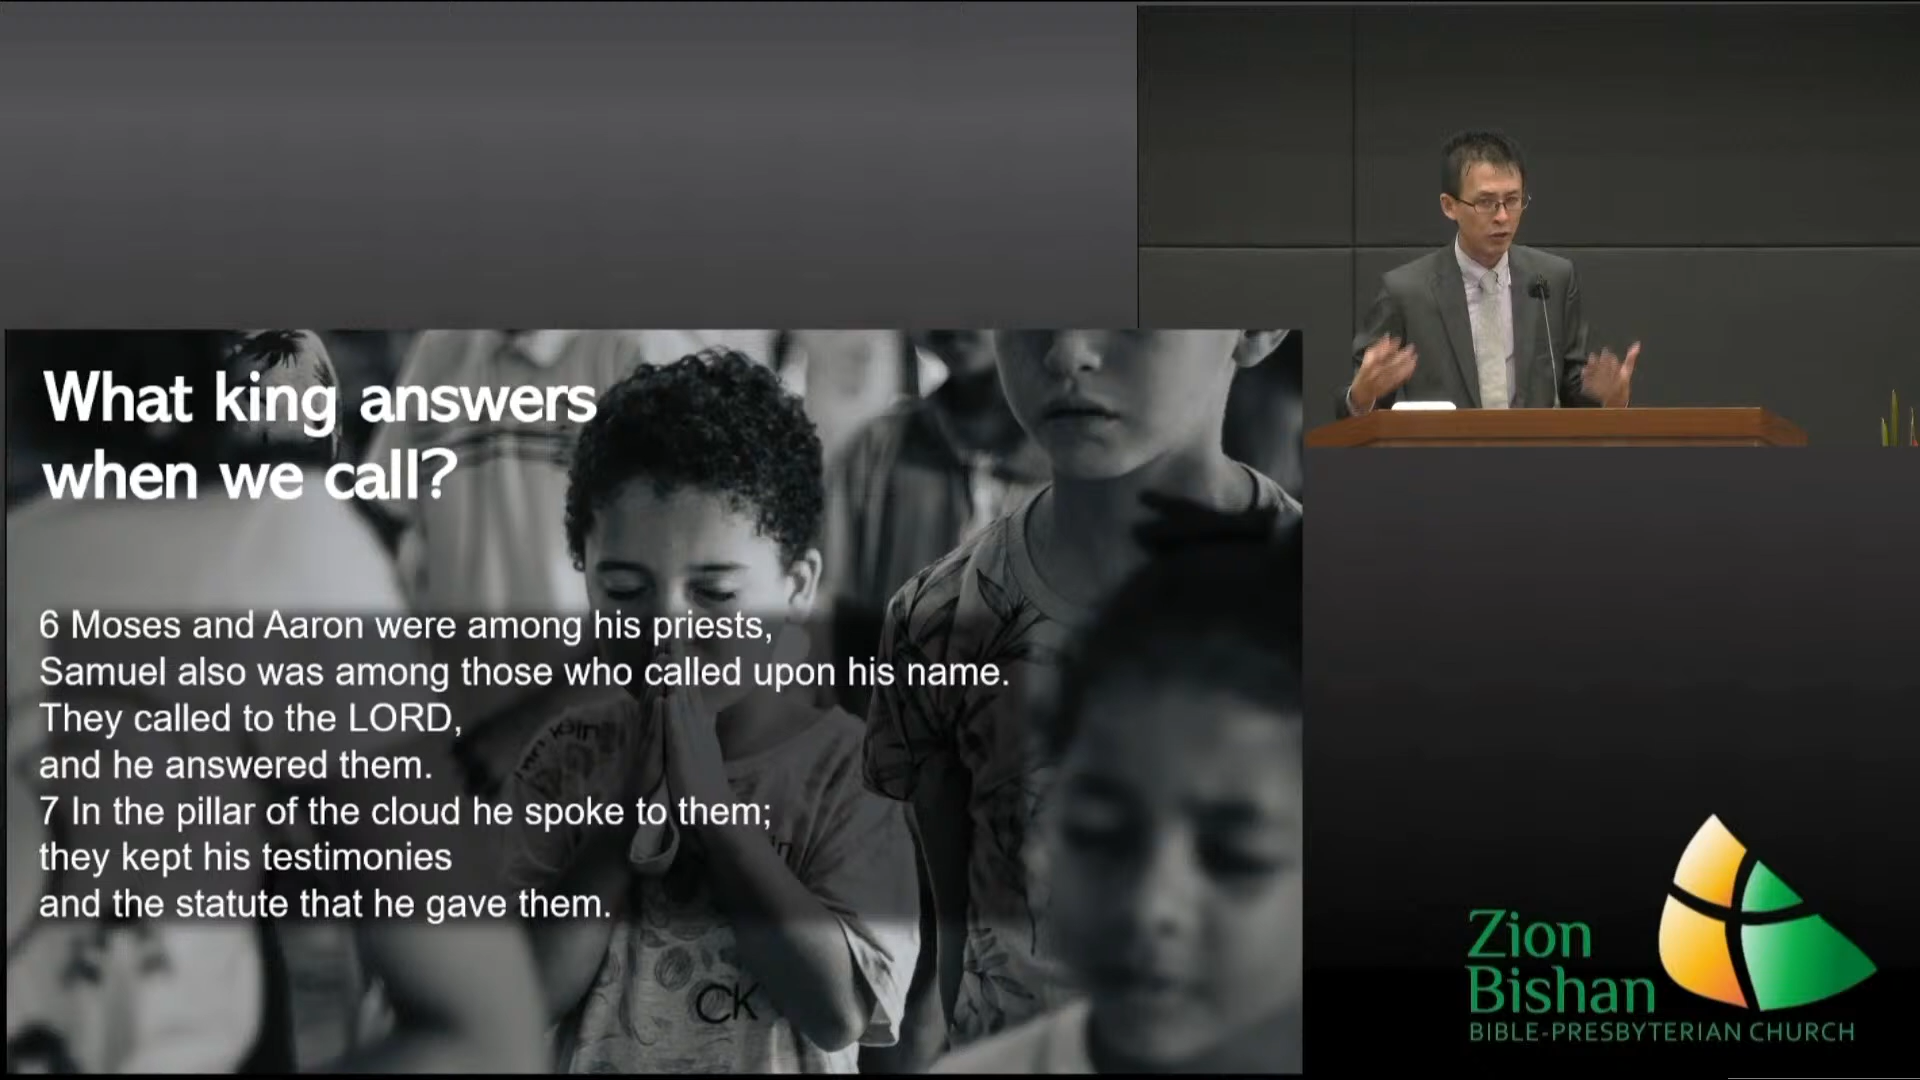 What king answers
when we call?
6 Moses and Aaron were among his priests,
Samuel also was among those who called upon his name.
They called to the LORD,
and he answered them.
7 In the pillar of the cloud he spoke to them;
they kept his testimonies
and the statute that he gave them.
CK
Zion
Bishan
BIBLE-PRESBYTERIAN CHURCH